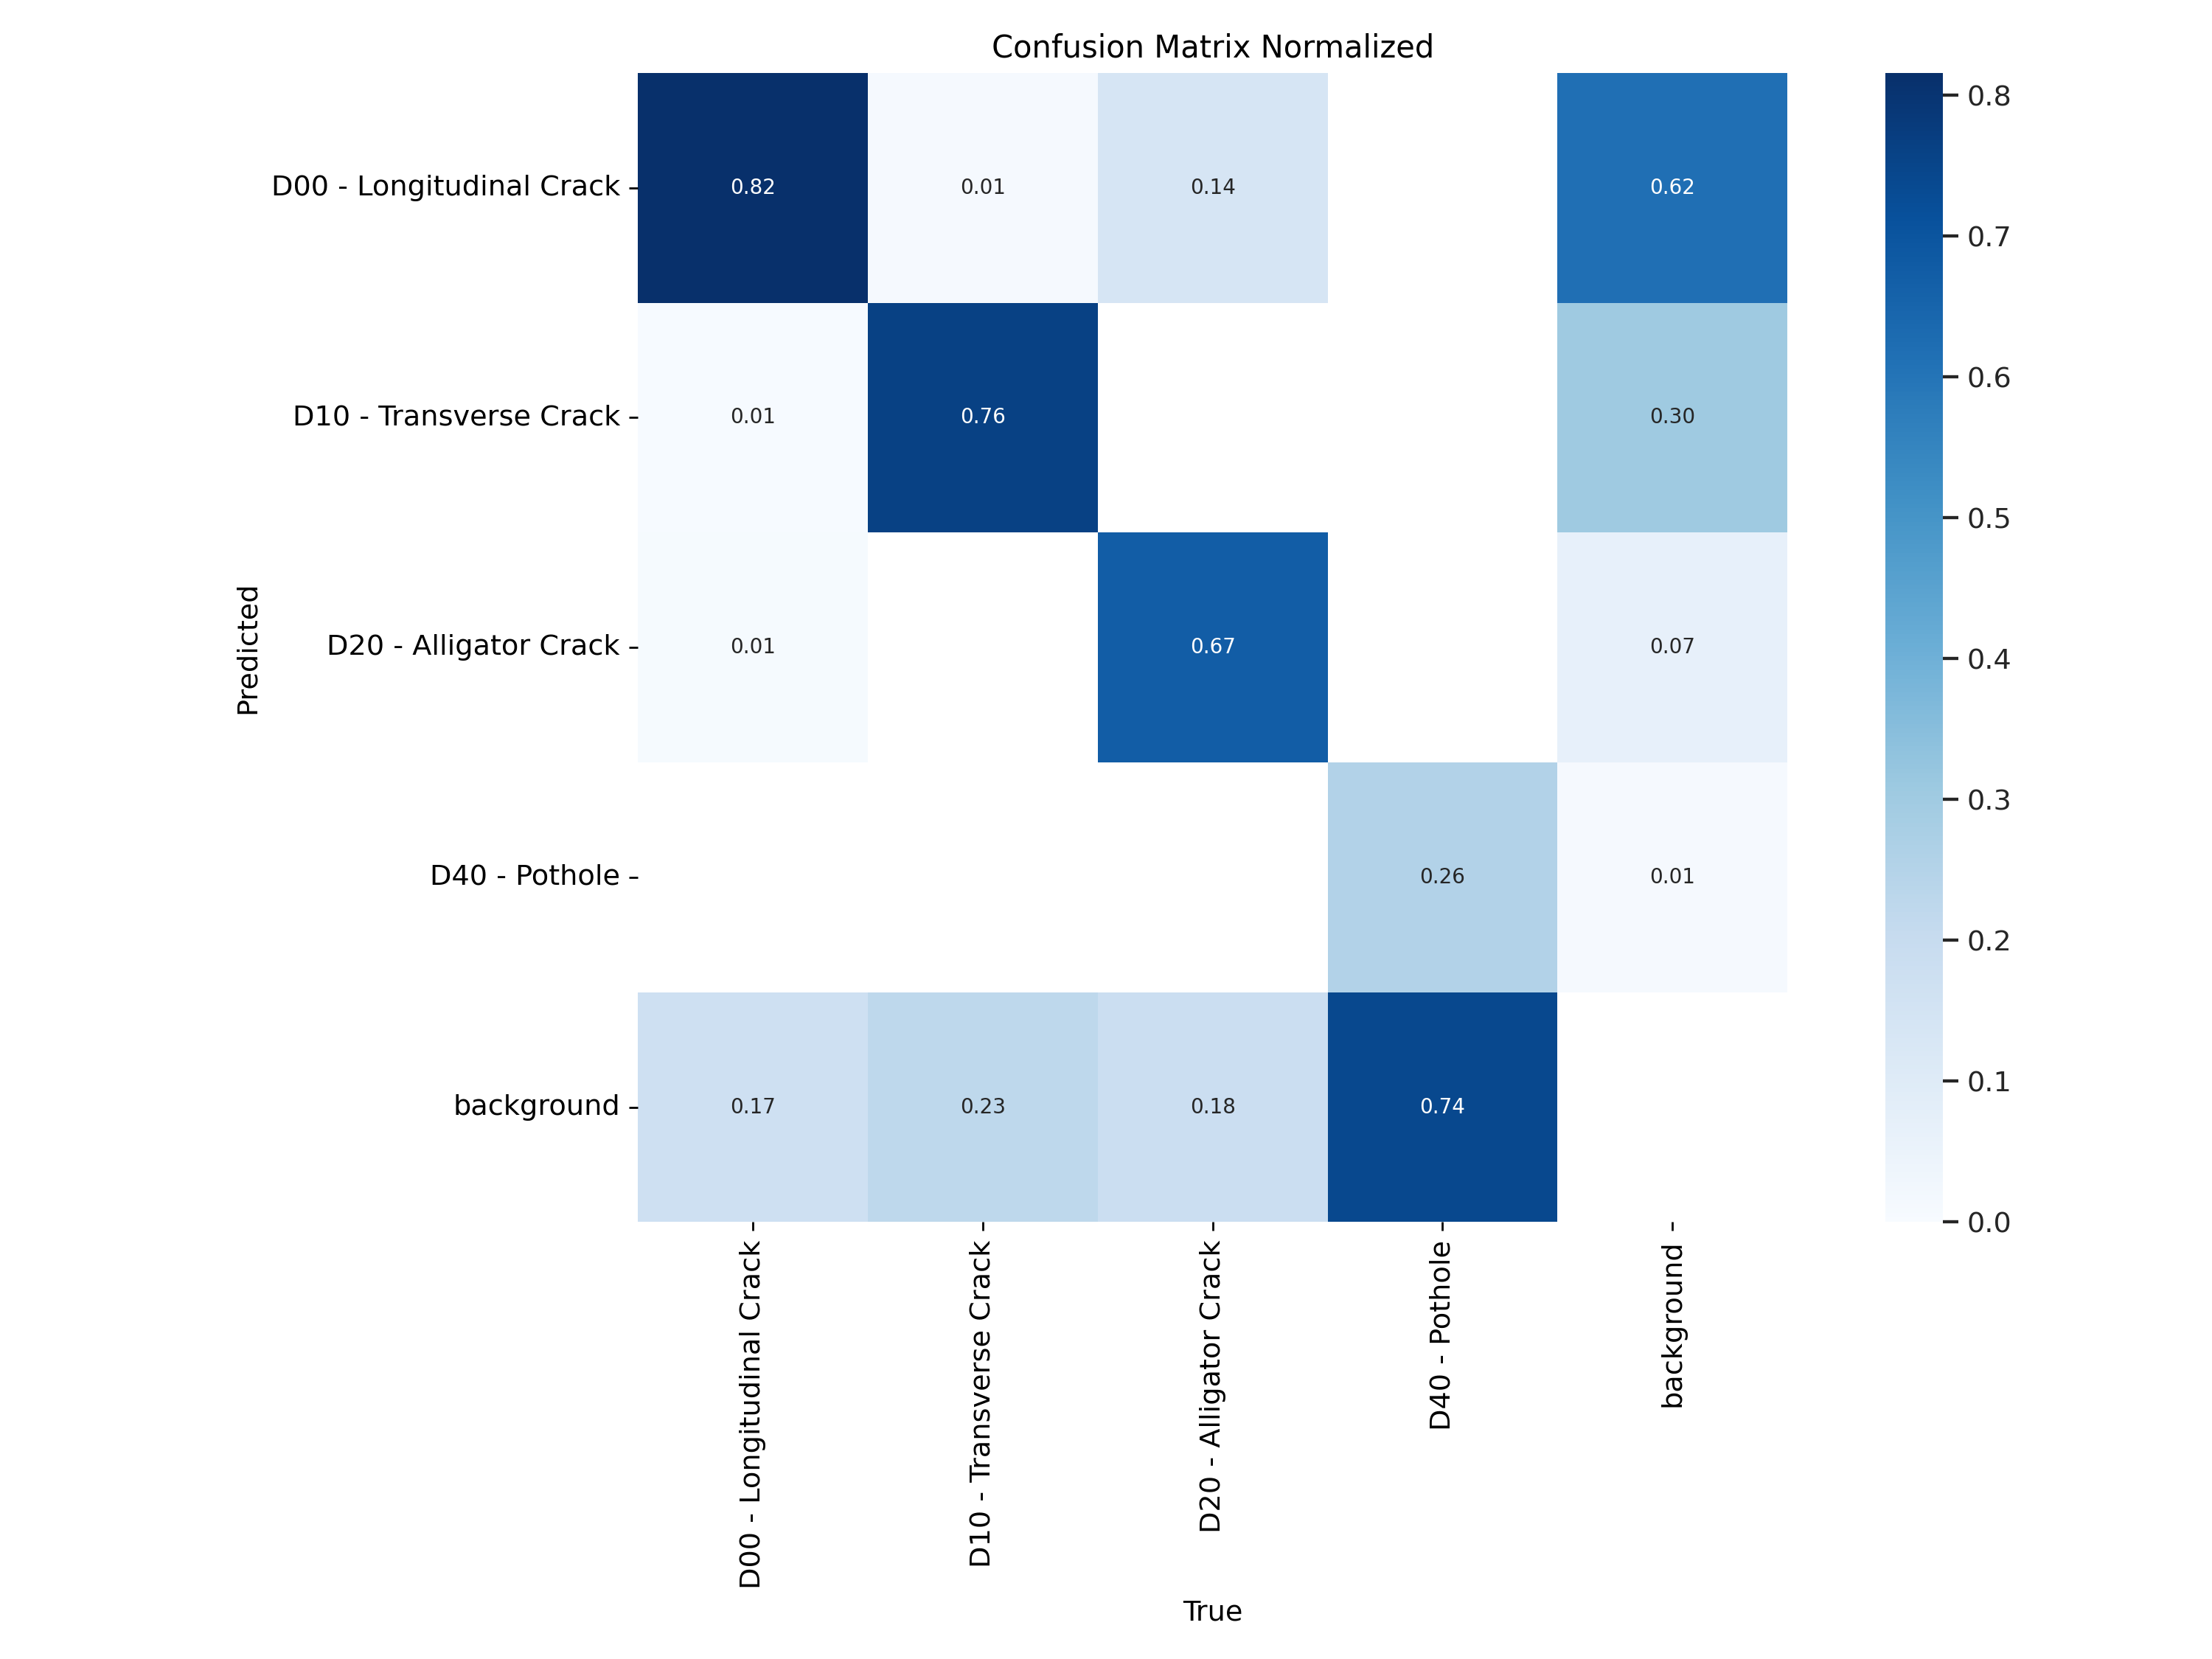 Confusion Matrix Normalized
D00 - Longitudinal Crack
0.82
0.01
0.14
0.62
D10 - Transverse Crack
0.01
0.76
0.30
D20 - Alligator Crack
0.01
0.67
0.07
D40 - Pothole
0.26
0.01
background
0.17
0.23
0.18
0.74
Predicted
D00 - Longitudinal Crack
D10 - Transverse Crack
D20 - Alligator Crack
D40 - Pothole
background
True
0.8
0.7
0.6
0.5
0.4
0.3
0.2
0.1
0.0